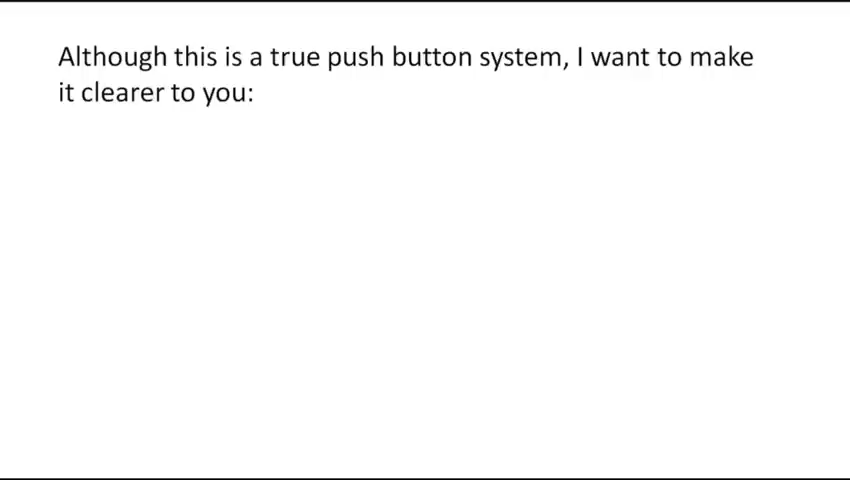 Although this is a true push button system, I want to make
it clearer to you: